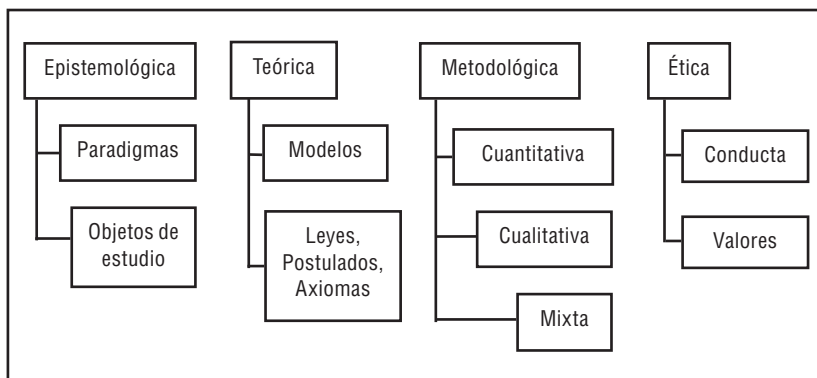 Epistemológica
Paradigmas
Objetos de
estudio
Teórica
Modelos
Leyes,
Postulados,
Axiomas
Metodológica
Cuantitativa
Cualitativa
Mixta
Ética
Conducta
Valores